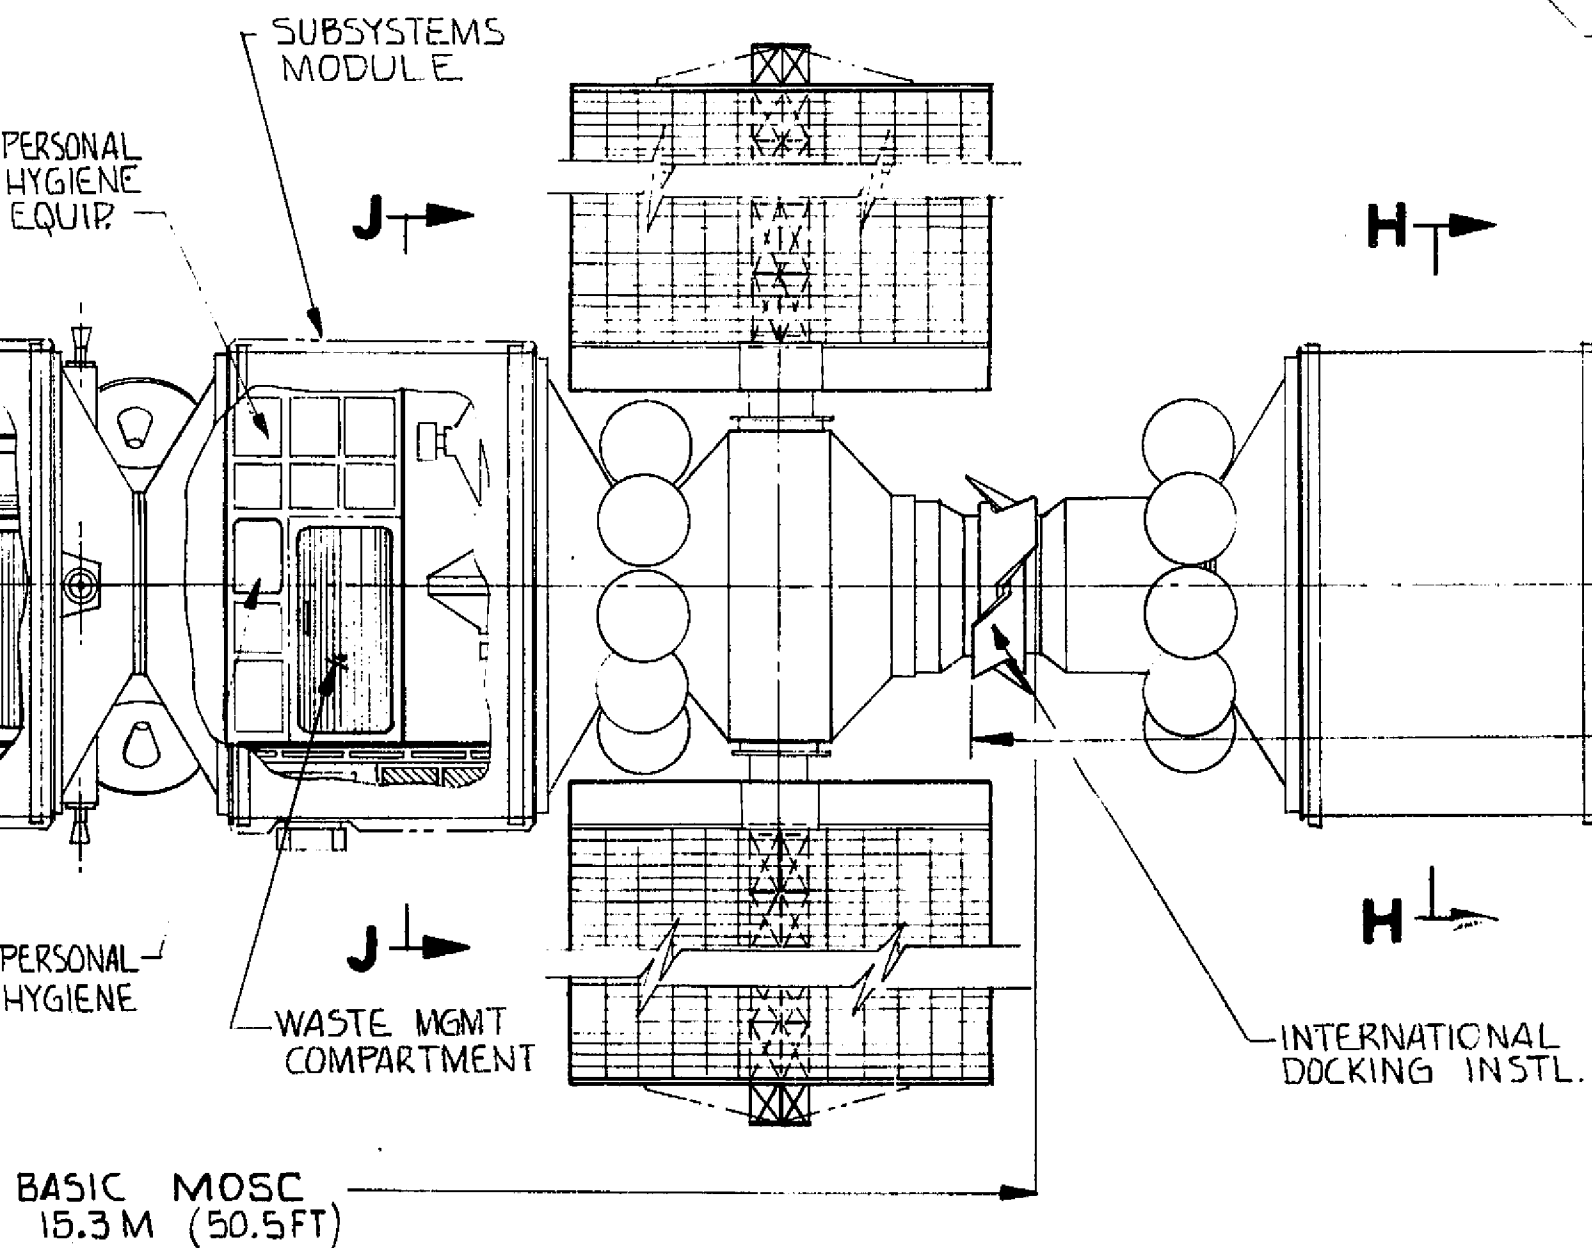 SUBSYSTEMS
MODULE
PERSONAL
HYGIENE
EQUIP.
J
H
J
H
PERSONAL
HYGIENE
WASTE MGMT
COMPARTMENT
INTERNATIONAL
DOCKING INSTL.
BASIC MOSC
15.3 M (50.5 FT)